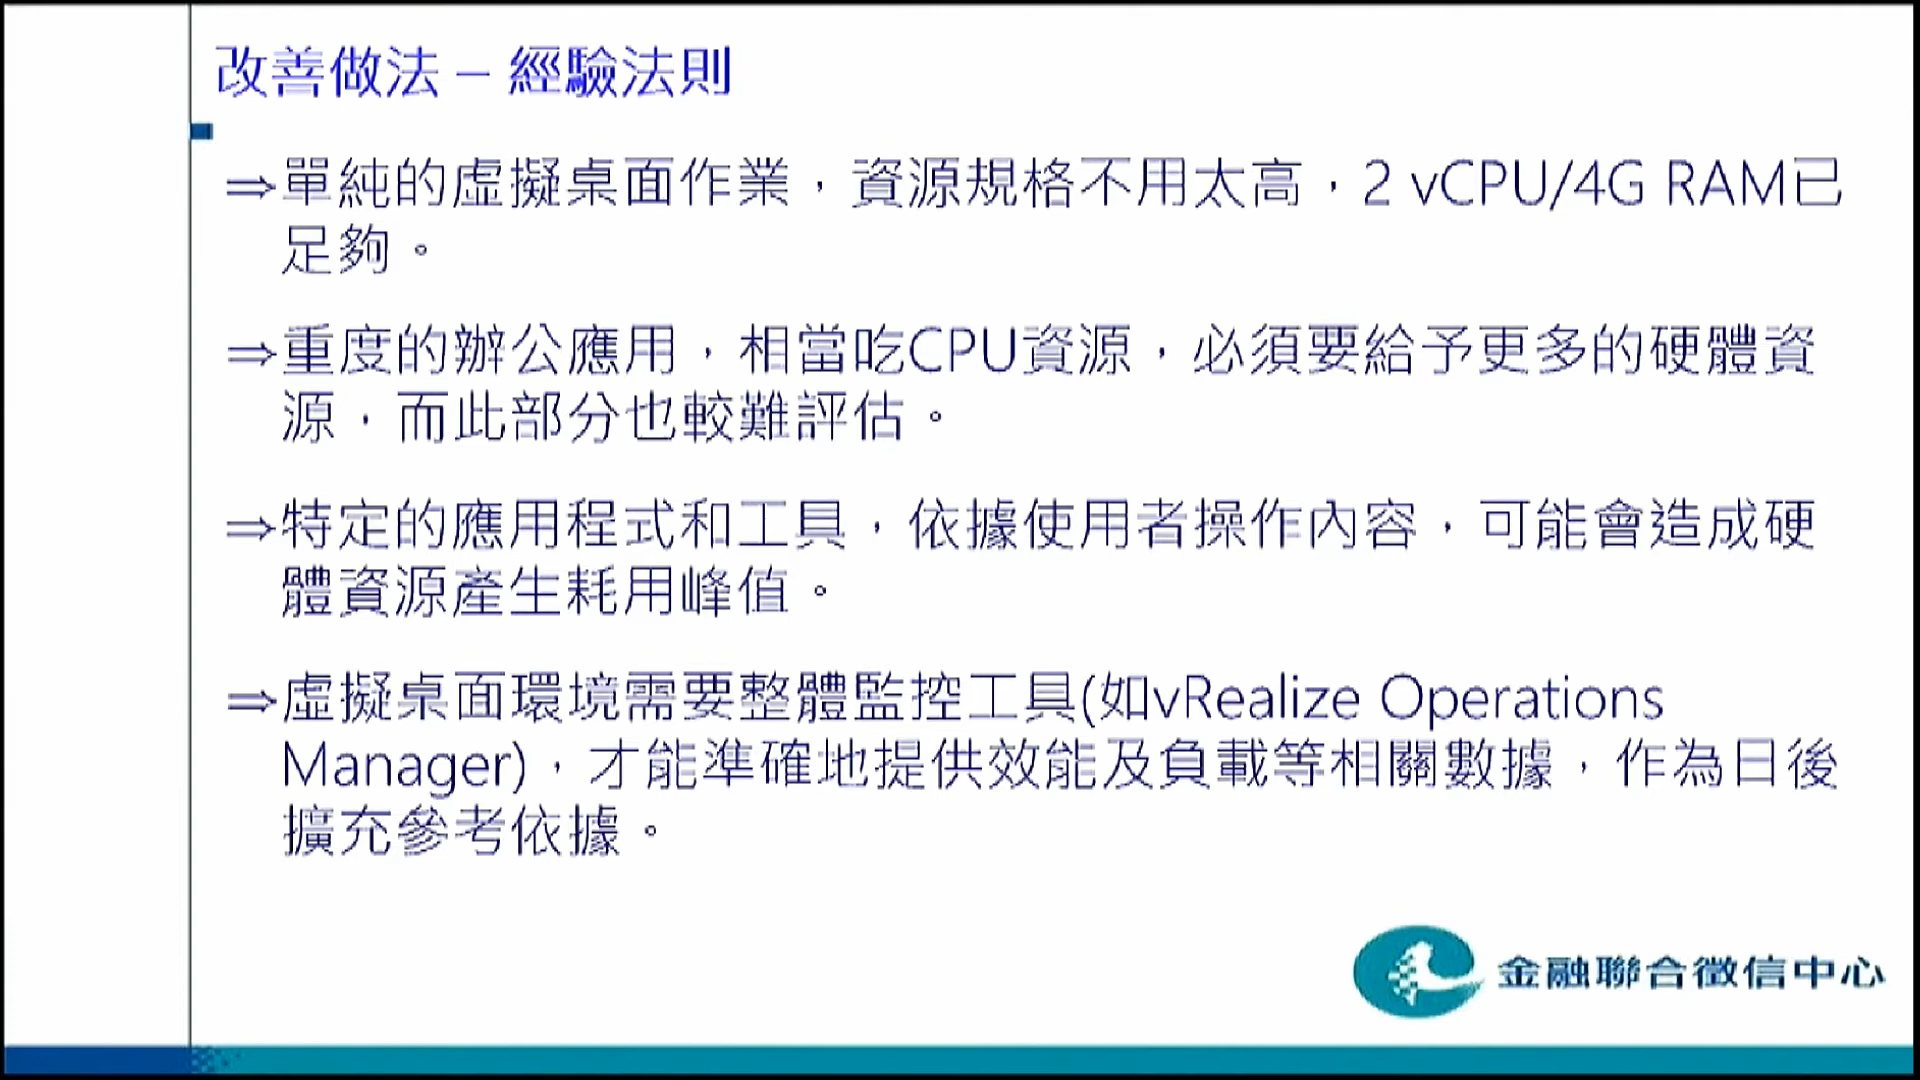 改善做法 – 經驗法則
⇒單純的虛擬桌面作業，資源規格不用太高，2 vCPU/4G RAM已
足夠。
⇒重度的辦公應用，相當吃CPU資源，必須要給予更多的硬體資
源，而此部分也較難評估。
⇒特定的應用程式和工具，依據使用者操作內容，可能會造成硬
體資源產生耗用峰值。
⇒虛擬桌面環境需要整體監控工具(如vRealize Operations
Manager)，才能準確地提供效能及負載等相關數據，作為日後
擴充參考依據。
金融聯合徵信中心